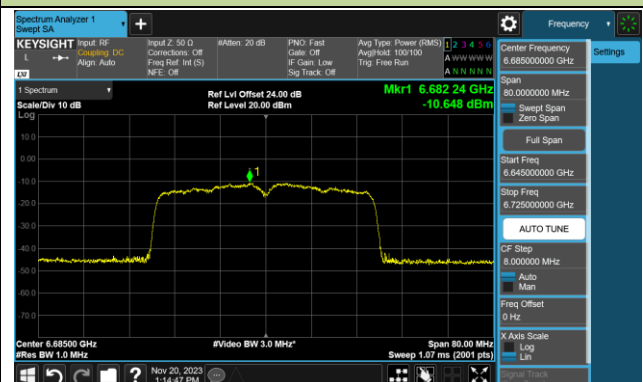 Spectrum Analyzer 1
Swept SA
Frequency
KEYSIGHT
L
LXI
Input: RF
Coupling: DC
Align: Auto
Input Z: 50 Ω
Corrections: Off
Freq Ref: Int (S)
NFE: Off
#Atten: 20 dB
PNO: Fast
Gate: Off
IF Gain: Low
Sig Track: Off
Avg Type: Power (RMS)
Avg|Hold: 100/100
Trig: Free Run
1 2 3 4 5 6
A W W W W W
A N N N N N
Center Frequency
6.685000000 GHz
Settings
Span
80.0000000 MHz
Swept Span
Zero Span
Full Span
Start Freq
6.645000000 GHz
Stop Freq
6.725000000 GHz
AUTO TUNE
CF Step
8.000000 MHz
Auto
Man
Freq Offset
0 Hz
X Axis Scale
Log
Lin
Signal Track
1 Spectrum
Scale/Div 10 dB
Log
Ref Lvl Offset 24.00 dB
Ref Level 20.00 dBm
Mkr1 6.682 24 GHz
-10.648 dBm
1
10.0
0.00
-10.0
-20.0
-30.0
-40.0
-50.0
-60.0
-70.0
Center 6.68500 GHz
#Res BW 1.0 MHz
#Video BW 3.0 MHz*
Span 80.00 MHz
Sweep 1.07 ms (2001 pts)
Nov 20, 2023
1:14:47 PM